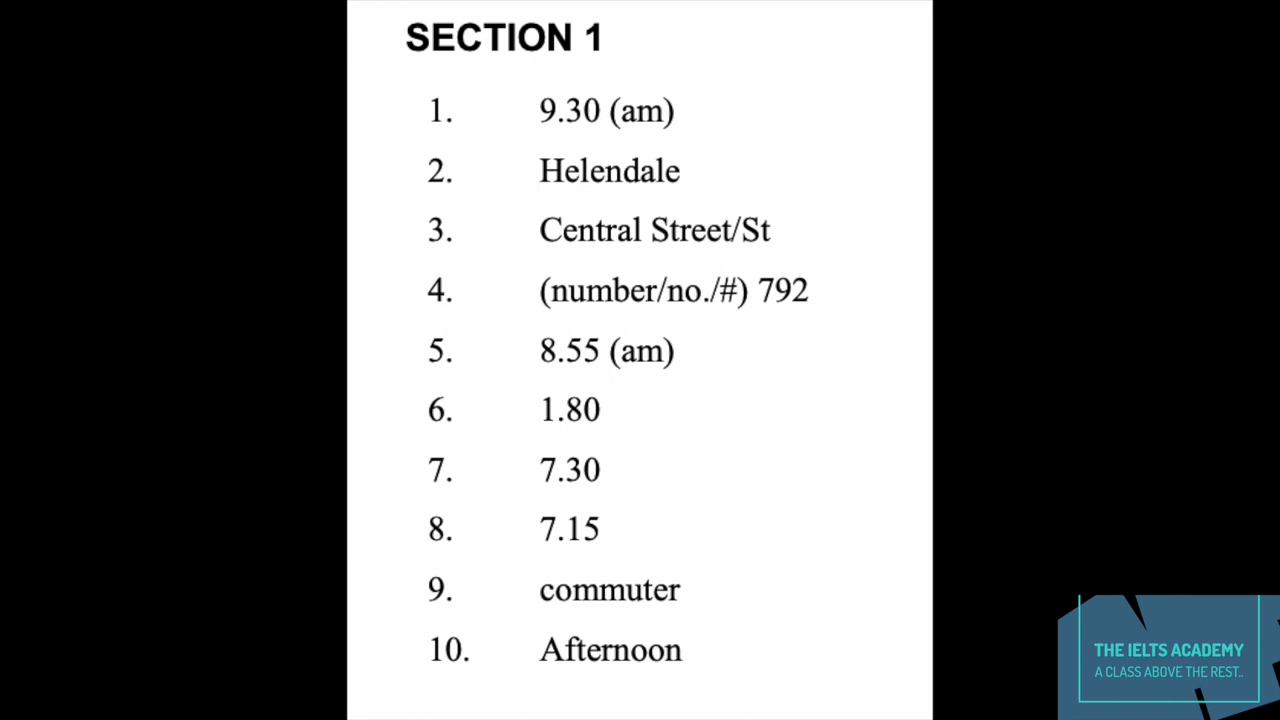 SECTION 1
1. 9.30 (am)
2. Helendale
3. Central Street/St
4. (number/no./#) 792
5. 8.55 (am)
6. 1.80
7. 7.30
8. 7.15
9. commuter
10. Afternoon
THE IELTS ACADEMY
A CLASS ABOVE THE REST..